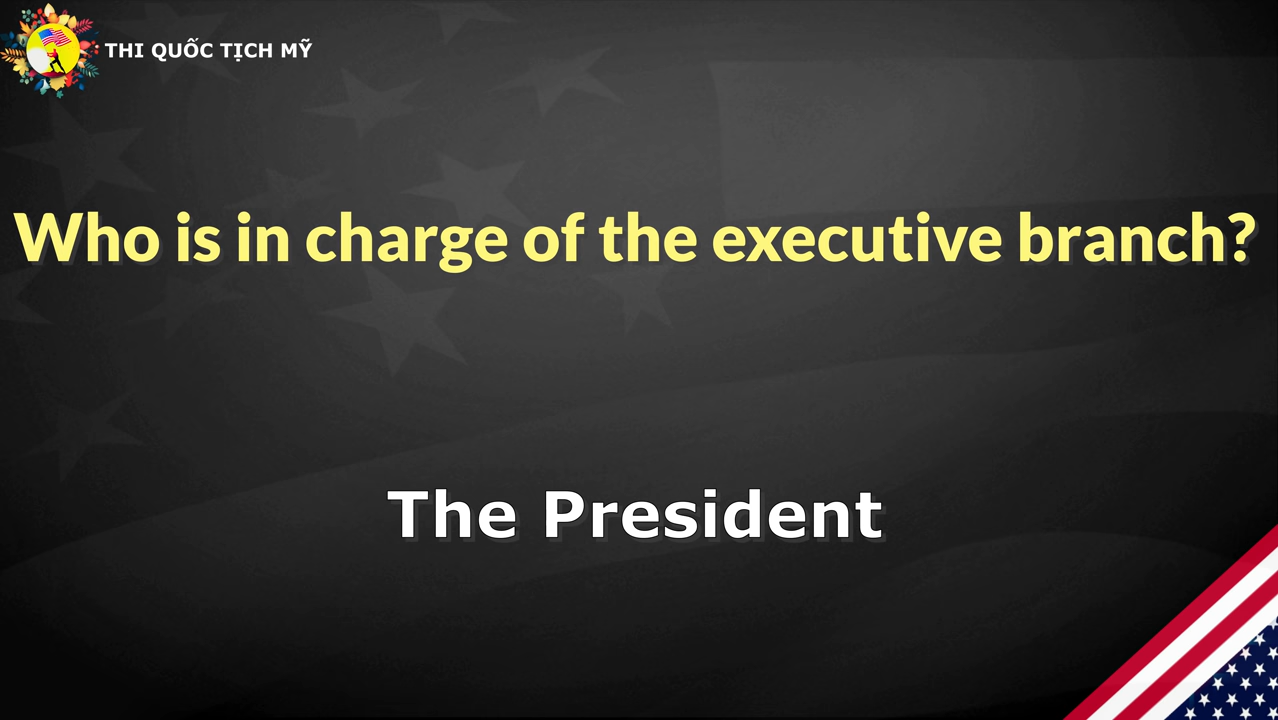 THI QUỐC TỊCH MỸ
Who is in charge of the executive branch?
The President